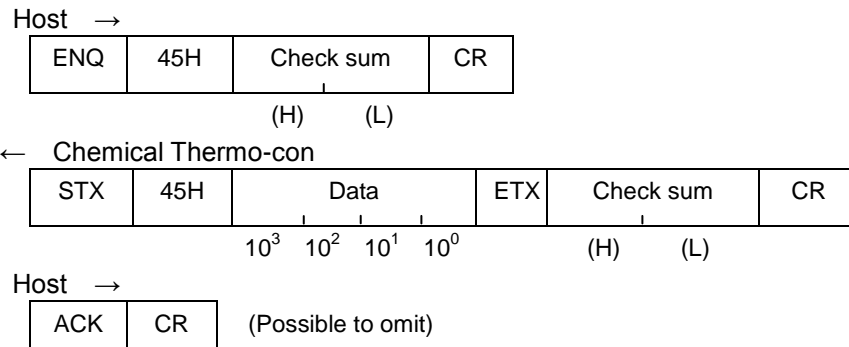 Host →
ENQ 45H Check sum CR
(H) (L)
← Chemical Thermo-con
STX 45H Data ETX Check sum CR
10³ 10² 10¹ 10⁰ (H) (L)
Host →
ACK CR (Possible to omit)